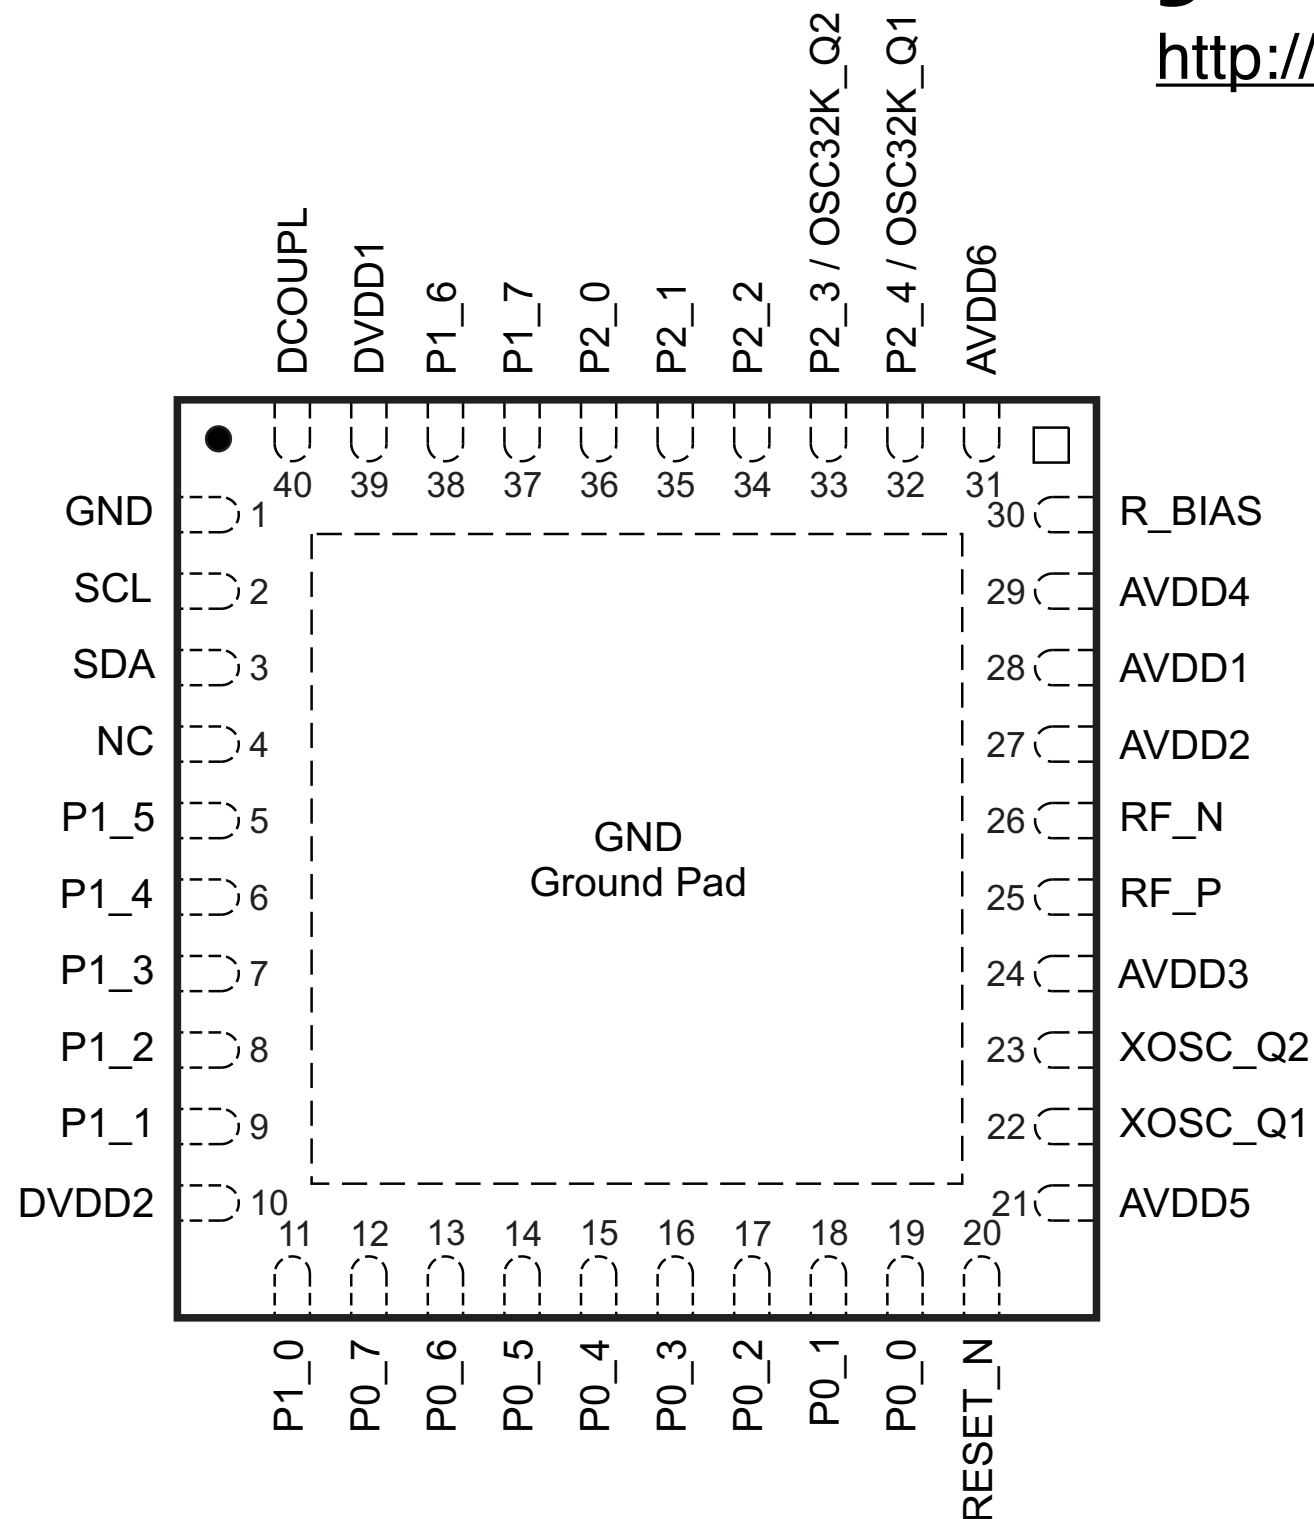 http://
P2_3 / OSC32K_Q2
P2_4 / OSC32K_Q1
DCOUPL
DVDD1
P1_6
P1_7
P2_0
P2_1
P2_2
AVDD6
40 39 38 37 36 35 34 33 32 31
GND 1 30 R_BIAS
SCL 2 29 AVDD4
SDA 3 28 AVDD1
NC 4 27 AVDD2
P1_5 5 26 RF_N
GND
Ground Pad
P1_4 6 25 RF_P
P1_3 7 24 AVDD3
P1_2 8 23 XOSC_Q2
P1_1 9 22 XOSC_Q1
DVDD2 10 21 AVDD5
11 12 13 14 15 16 17 18 19 20
P1_0
P0_7
P0_6
P0_5
P0_4
P0_3
P0_2
P0_1
P0_0
RESET_N